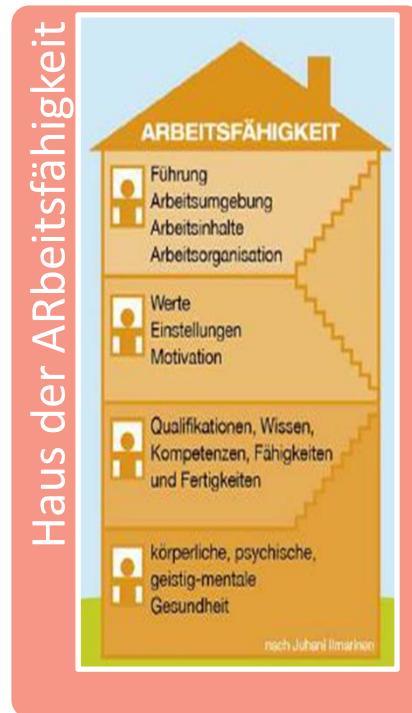 Haus der ARbeitsfähigkeit
ARBEITSFÄHIGKEIT
Führung
Arbeitsumgebung
Arbeitsinhalte
Arbeitsorganisation
Werte
Einstellungen
Motivation
Qualifikationen, Wissen,
Kompetenzen, Fähigkeiten
und Fertigkeiten
körperliche, psychische,
geistig-mentale
Gesundheit
nach Juhani Ilmarinen